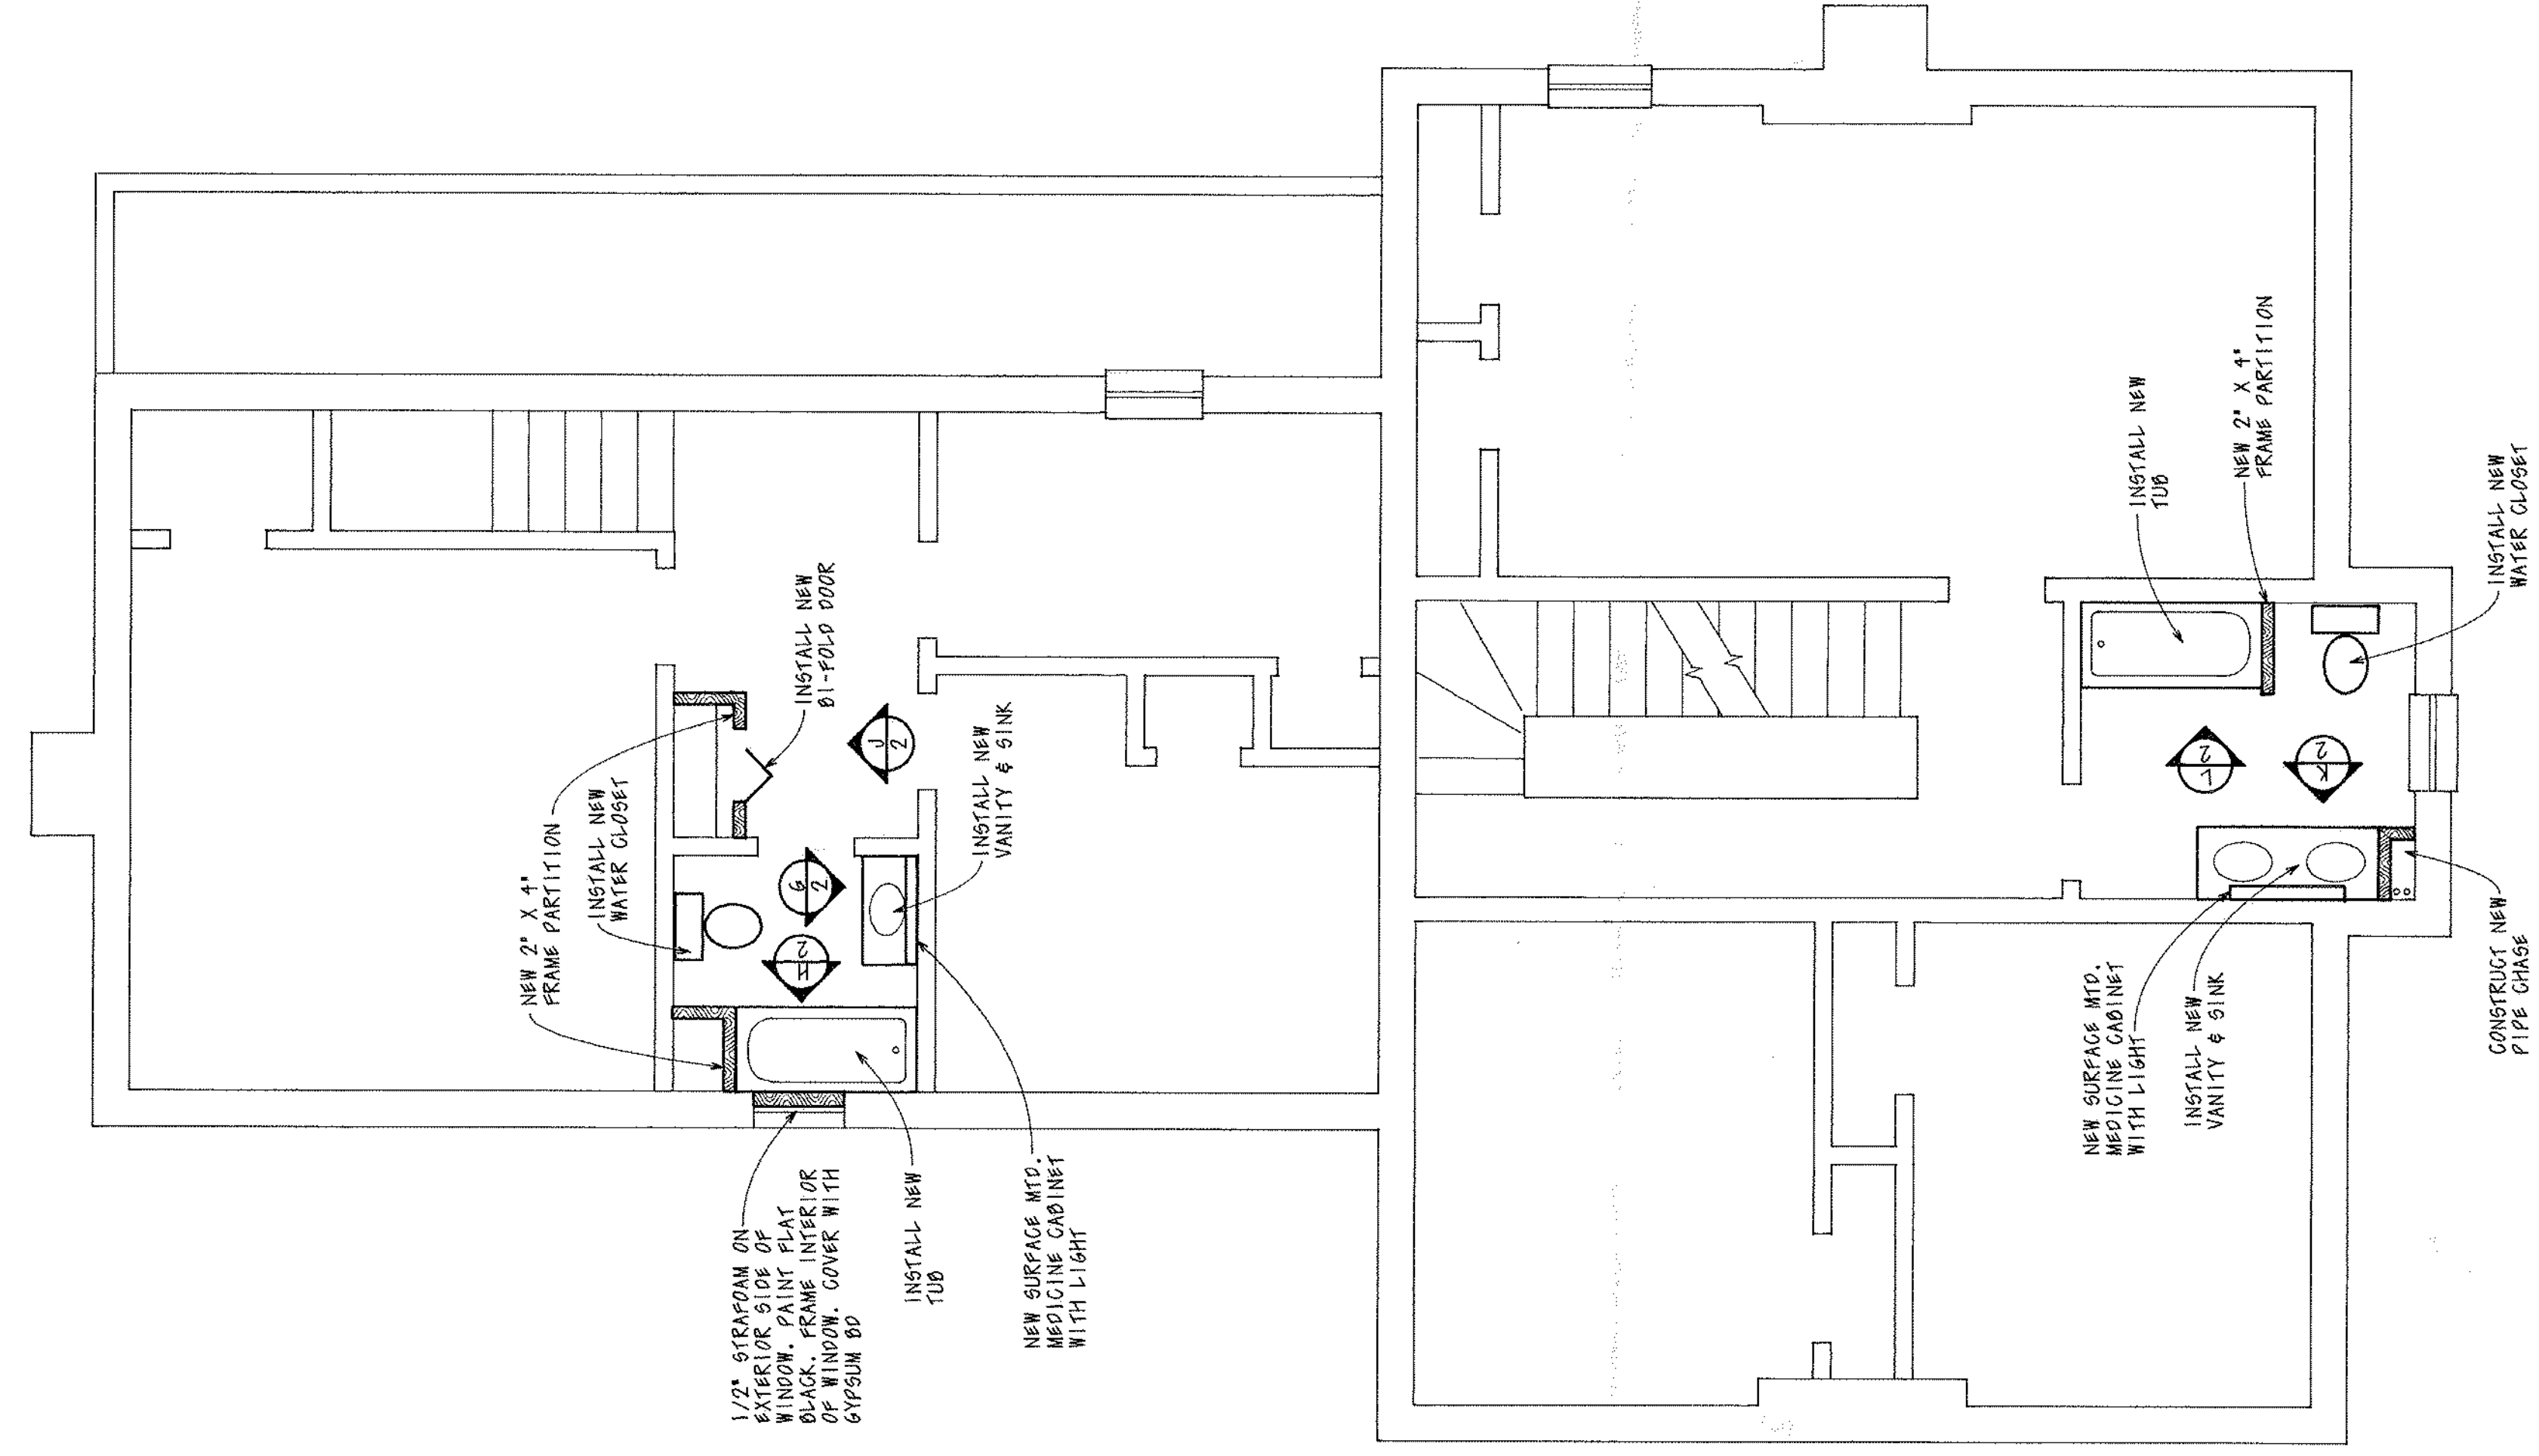 NEW 2" X 4"
FRAME PARTITION
INSTALL NEW
WATER CLOSET
INSTALL NEW
BI-FOLD DOOR
J
2
G
2
H
2
INSTALL NEW
VANITY & SINK
1/2" STRAFOAM ON
EXTERIOR SIDE OF
WINDOW. PAINT FLAT
BLACK. FRAME INTERIOR
OF WINDOW. COVER WITH
GYPSUM BD
INSTALL NEW
TUB
NEW SURFACE MTD.
MEDICINE CABINET
WITH LIGHT
INSTALL NEW
TUB
NEW 2" X 4"
FRAME PARTITION
INSTALL NEW
WATER CLOSET
L
2
K
2
NEW SURFACE MTD.
MEDICINE CABINET
WITH LIGHT
INSTALL NEW
VANITY & SINK
CONSTRUCT NEW
PIPE CHASE